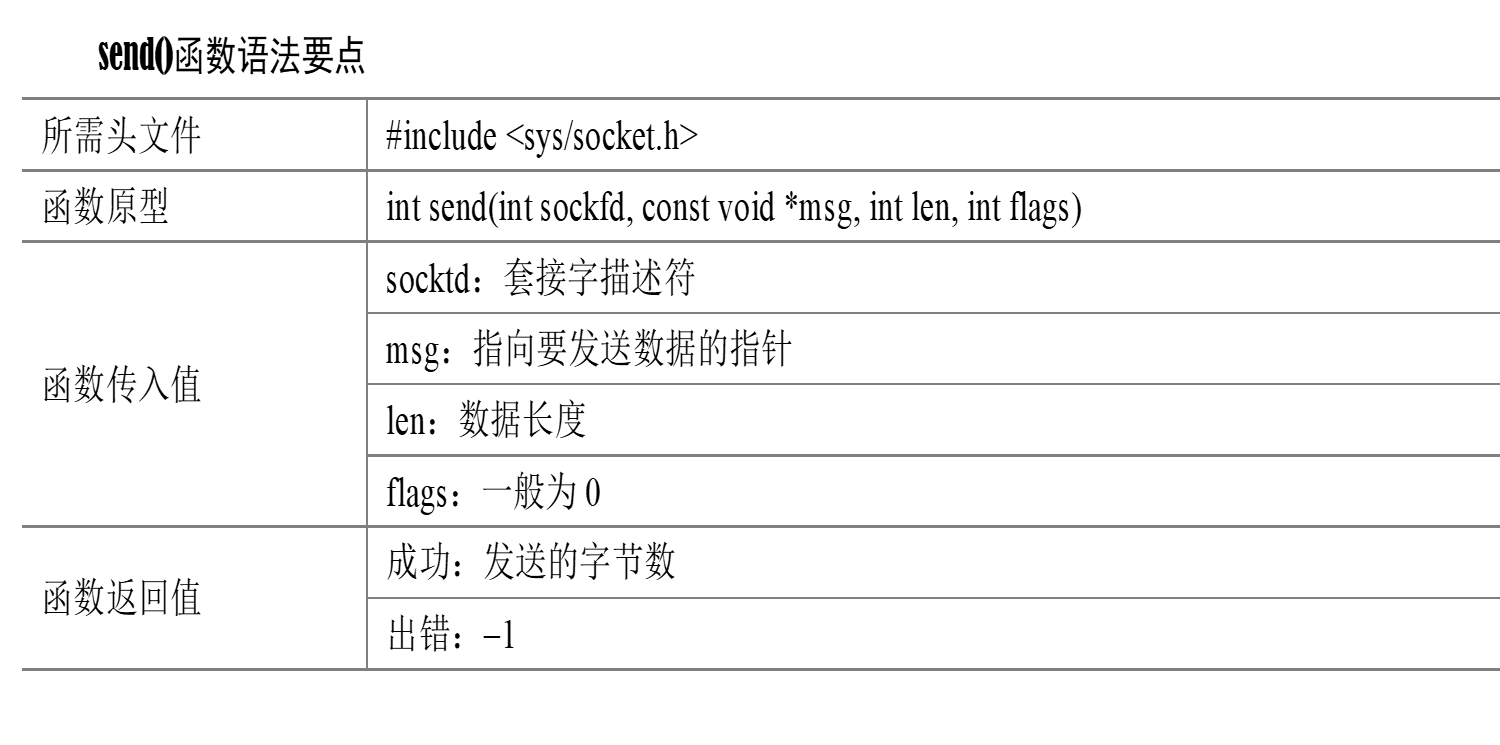 send()函数语法要点
所需头文件
#include <sys/socket.h>
函数原型
int send(int sockfd, const void *msg, int len, int flags)
函数传入值
socktd：套接字描述符
msg：指向要发送数据的指针
len：数据长度
flags：一般为 0
函数返回值
成功：发送的字节数
出错：–1